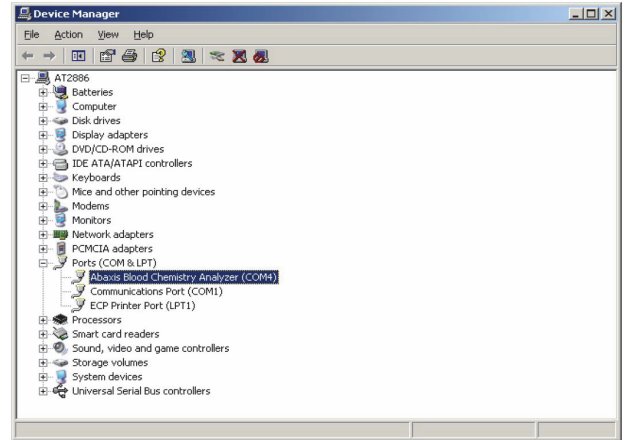 Device Manager
File Action View Help
AT2886
Batteries
Computer
Disk drives
Display adapters
DVD/CD-ROM drives
IDE ATA/ATAPI controllers
Keyboards
Mice and other pointing devices
Modems
Monitors
Network adapters
PCMCIA adapters
Ports (COM & LPT)
Abaxis Blood Chemistry Analyzer (COM4)
Communications Port (COM1)
ECP Printer Port (LPT1)
Processors
Smart card readers
Sound, video and game controllers
Storage volumes
System devices
Universal Serial Bus controllers